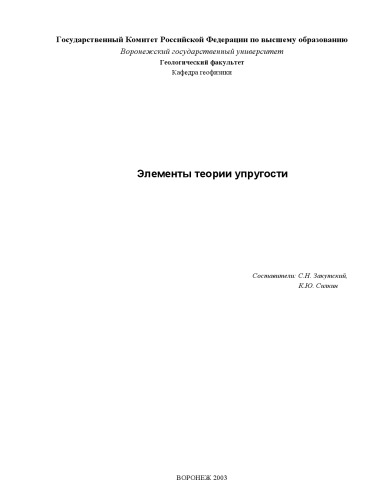 Государственный Комитет Российской Федерации по высшему образованию
Воронежский государственный университет
Геологический факультет
Кафедра геофизики
Элементы теории упругости
Составители: С.Н. Закутский,
К.Ю. Силкин
ВОРОНЕЖ 2003